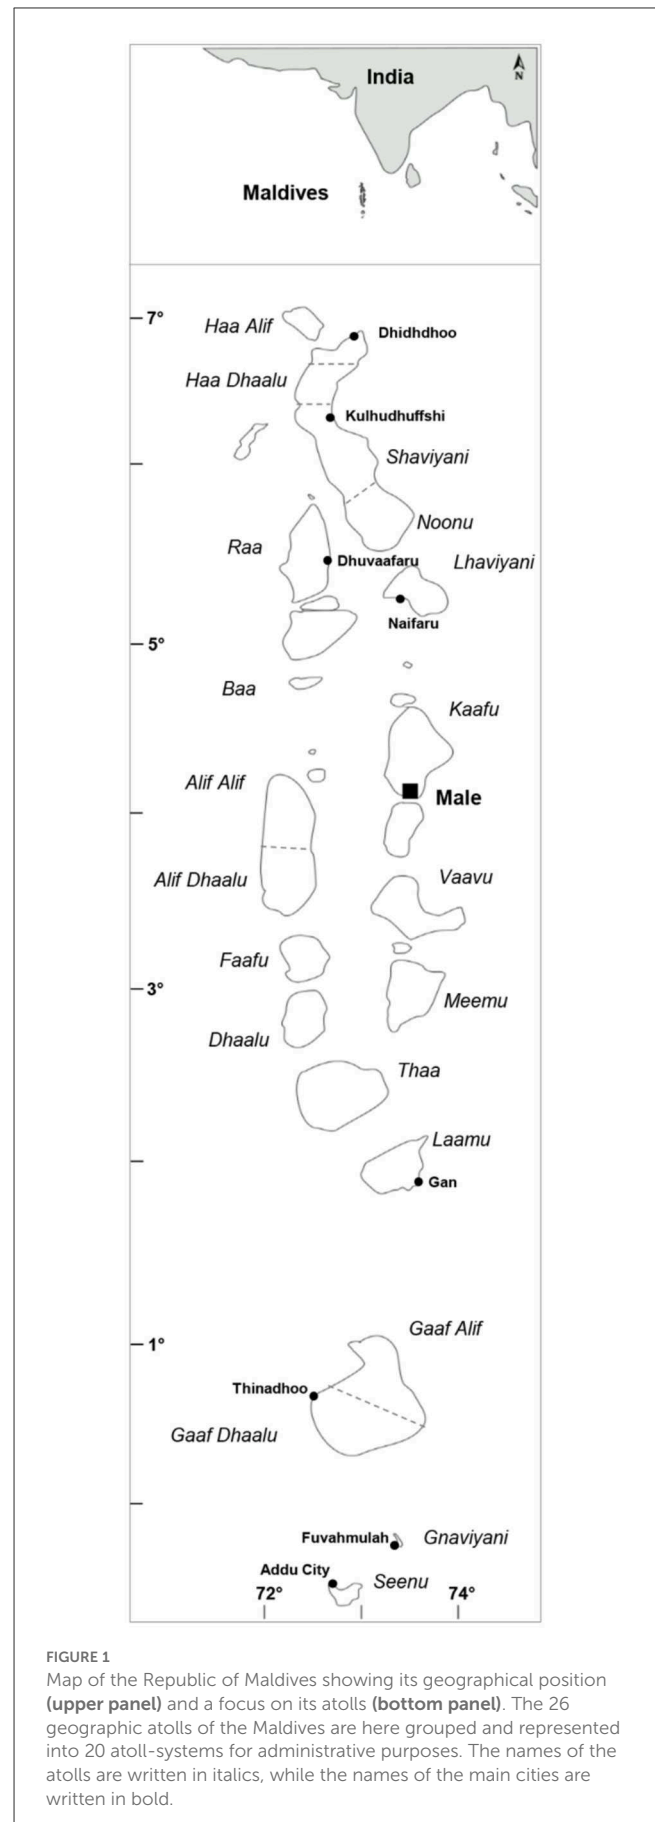 India
N
Maldives
7°
Haa Alif
Dhidhdhoo
Haa Dhaalu
Kulhudhuffshi
Shaviyani
Noonu
Raa
Dhuvaafaru
Lhaviyani
Naifaru
5°
Baa
Kaafu
Alif Alif
Male
Alif Dhaalu
Vaavu
Faafu
3°
Meemu
Dhaalu
Thaa
Laamu
Gan
Gaaf Alif
1°
Thinadhoo
Gaaf Dhaalu
Fuvahmulah
Gnaviyani
Addu City
Seenu
72°
74°
FIGURE 1
Map of the Republic of Maldives showing its geographical position
(upper panel) and a focus on its atolls (bottom panel). The 26
geographic atolls of the Maldives are here grouped and represented
into 20 atoll-systems for administrative purposes. The names of the
atolls are written in italics, while the names of the main cities are
written in bold.